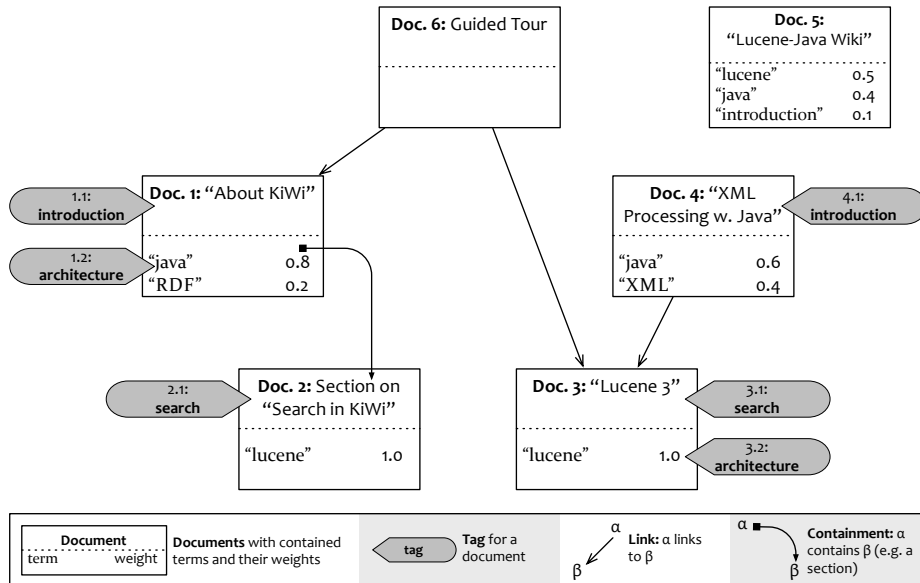 Doc. 6: Guided Tour
Doc. 5:
“Lucene-Java Wiki”
“lucene” 0.5
“java” 0.4
“introduction” 0.1
1.1:
introduction
1.2:
architecture
Doc. 1: “About KiWi”
“java” 0.8
“RDF” 0.2
Doc. 4: “XML
Processing w. Java”
“java” 0.6
“XML” 0.4
4.1:
introduction
2.1:
search
Doc. 2: Section on
“Search in KiWi”
“lucene” 1.0
Doc. 3: “Lucene 3”
“lucene” 1.0
3.1:
search
3.2:
architecture
Document
term weight
Documents with contained
terms and their weights
tag
Tag for a
document
α
β
Link: α links
to β
α
β
Containment: α
contains β (e.g. a
section)